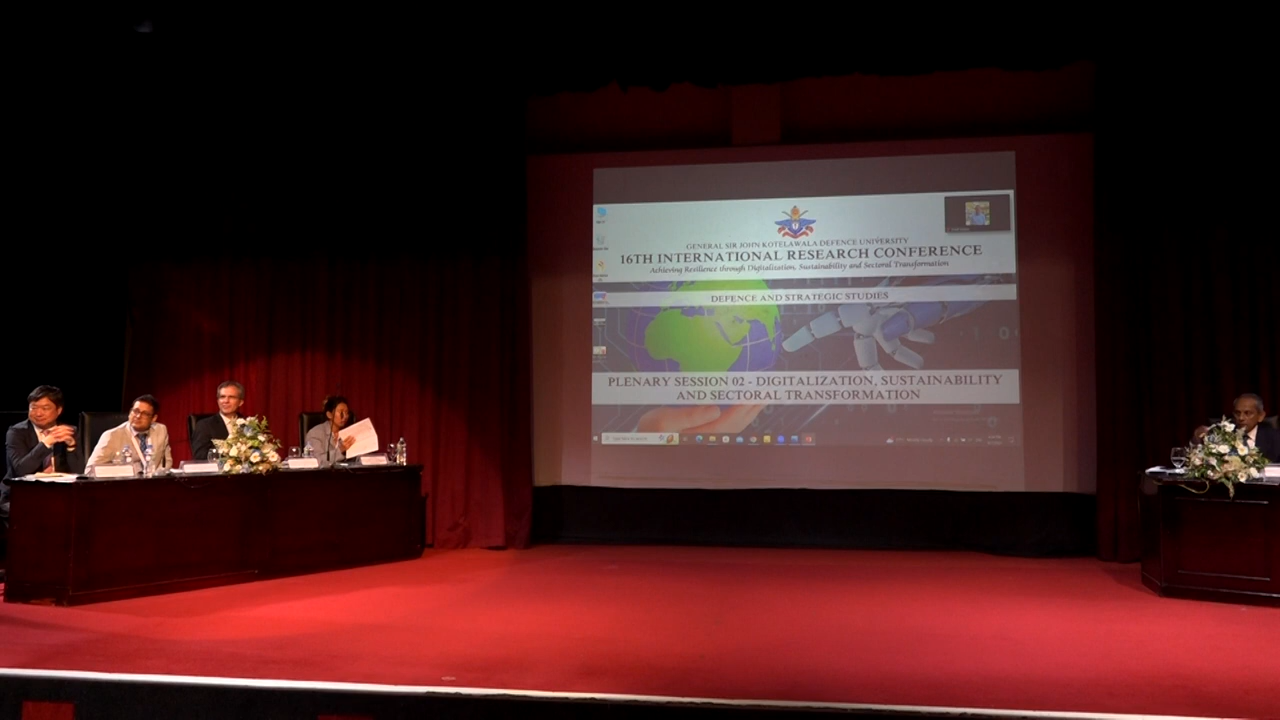 GENERAL SIR JOHN KOTELAWALA DEFENCE UNIVERSITY
16TH INTERNATIONAL RESEARCH CONFERENCE
Achieving Resilience through Digitalization, Sustainability and Sectoral Transformation
DEFENCE AND STRATEGIC STUDIES
PLENARY SESSION 02 - DIGITALIZATION, SUSTAINABILITY
AND SECTORAL TRANSFORMATION